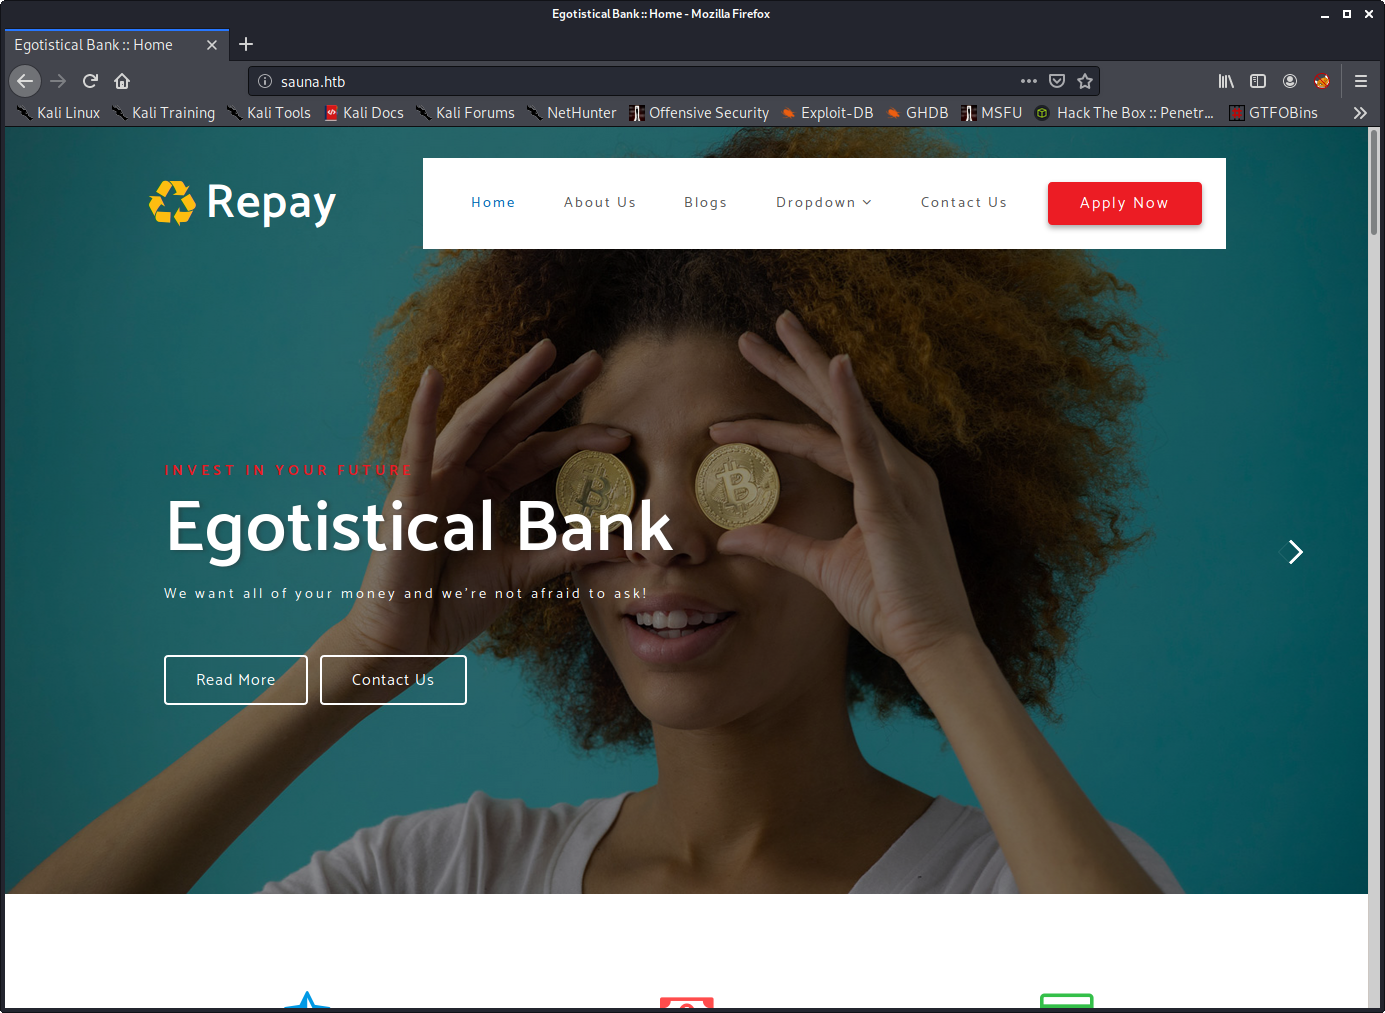 Egotistical Bank :: Home - Mozilla Firefox
Egotistical Bank :: Home
sauna.htb
Kali Linux Kali Training Kali Tools Kali Docs Kali Forums NetHunter Offensive Security Exploit-DB GHDB MSFU Hack The Box :: Penetr... GTFOBins
Repay
Home About Us Blogs Dropdown Contact Us Apply Now
INVEST IN YOUR FUTURE
Egotistical Bank
We want all of your money and we're not afraid to ask!
Read More Contact Us